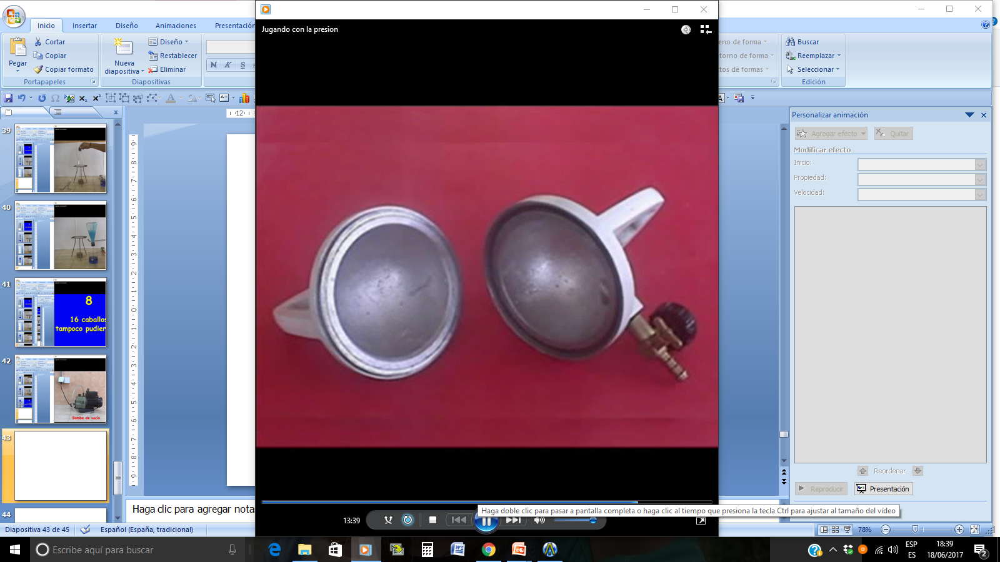 Jugando con la presion
Inicio
Insertar
Diseño
Animaciones
Presentación
Pegar
Cortar
Copiar
Copiar formato
Portapapeles
Nueva
diapositiva
Diseño
Restablecer
Eliminar
Diapositivas
N K S
eno de forma
torno de forma
tos de formas
Buscar
Reemplazar
Seleccionar
Edición
12
39
40
41
8
16 caballos
tampoco pudier
42
Bomba de vacío
43
44
Personalizar animación
Agregar efecto
Quitar
Modificar efecto
Inicio:
Propiedad:
Velocidad:
Reordenar
Reproducir
Presentación
Haga clic para agregar notas
13:39
Haga doble clic para pasar a pantalla completa o haga clic al tiempo que presiona la tecla Ctrl para ajustar al tamaño del vídeo
Diapositiva 43 de 45
Español (España, tradicional)
78%
Escribe aquí para buscar
ESP
ES
18:39
18/06/2017
2